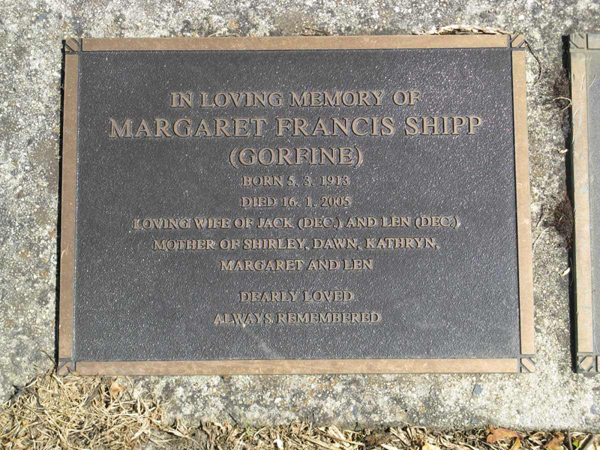 IN LOVING MEMORY OF
MARGARET FRANCIS SHIPP
(GORFINE)
BORN 5. 3. 1913
DIED 16. 1. 2005
LOVING WIFE OF JACK (DEC.) AND LEN (DEC.),
MOTHER OF SHIRLEY, DAWN, KATHRYN,
MARGARET AND LEN
DEARLY LOVED
ALWAYS REMEMBERED